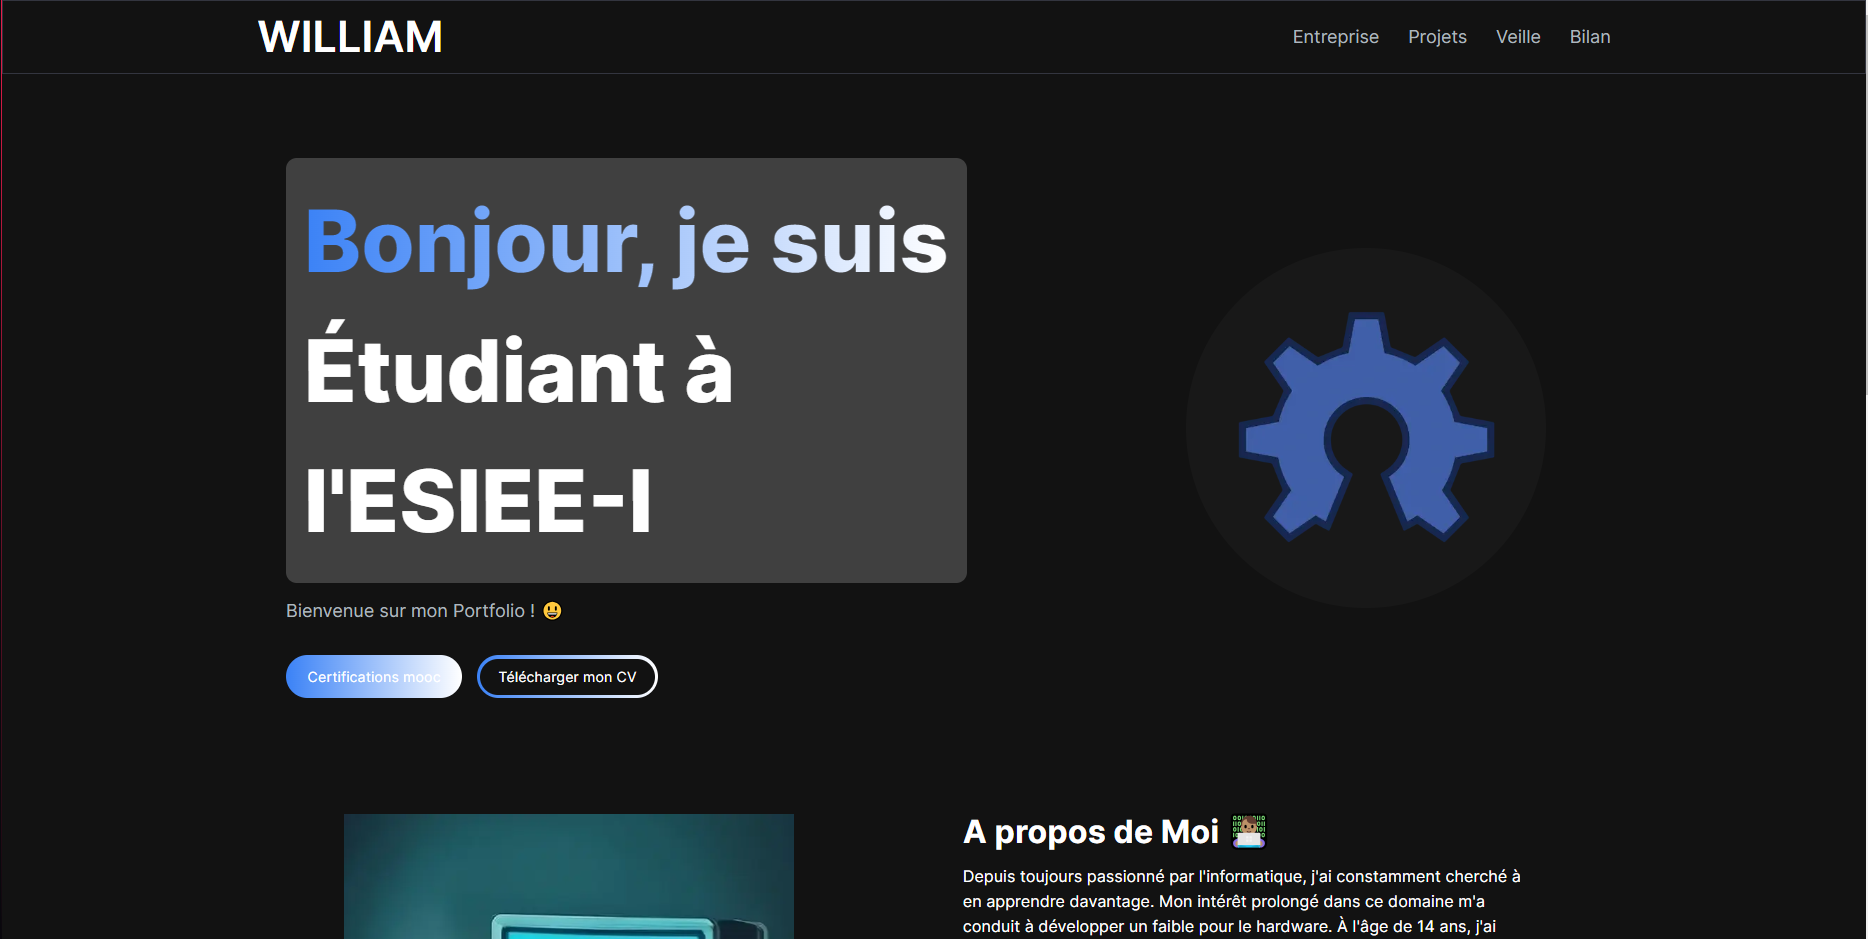 WILLIAM
Entreprise Projets Veille Bilan
Bonjour, je suis
Étudiant à
l'ESIEE-I
Bienvenue sur mon Portfolio ! 😃
Certifications mooc
Télécharger mon CV
A propos de Moi 👨🏽‍💻
Depuis toujours passionné par l'informatique, j'ai constamment cherché à
en apprendre davantage. Mon intérêt prolongé dans ce domaine m'a
conduit à développer un faible pour le hardware. À l'âge de 14 ans, j'ai